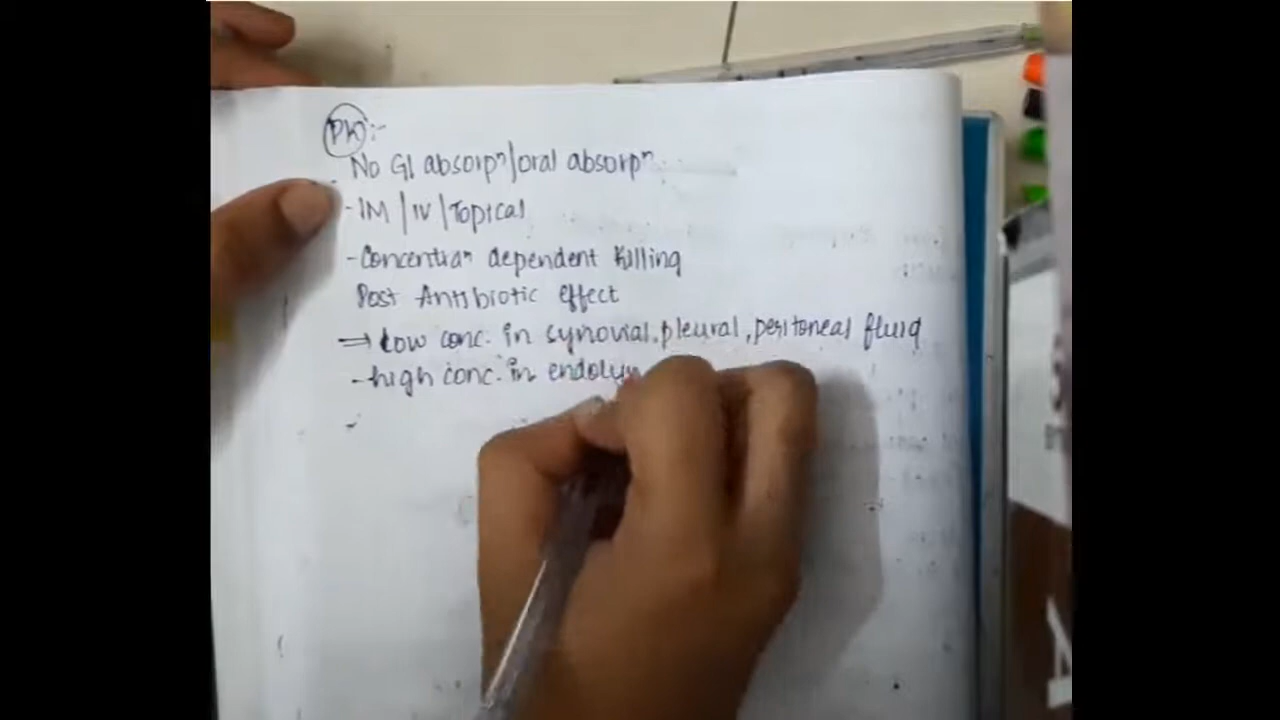 PK:-
No GI absorpⁿ/oral absorpⁿ
- IM / IV / Topical
- Concentraⁿ dependent killing
Post Antibiotic effect
→ Low conc. in synovial, pleural, peritoneal fluid
- high conc. in endolym